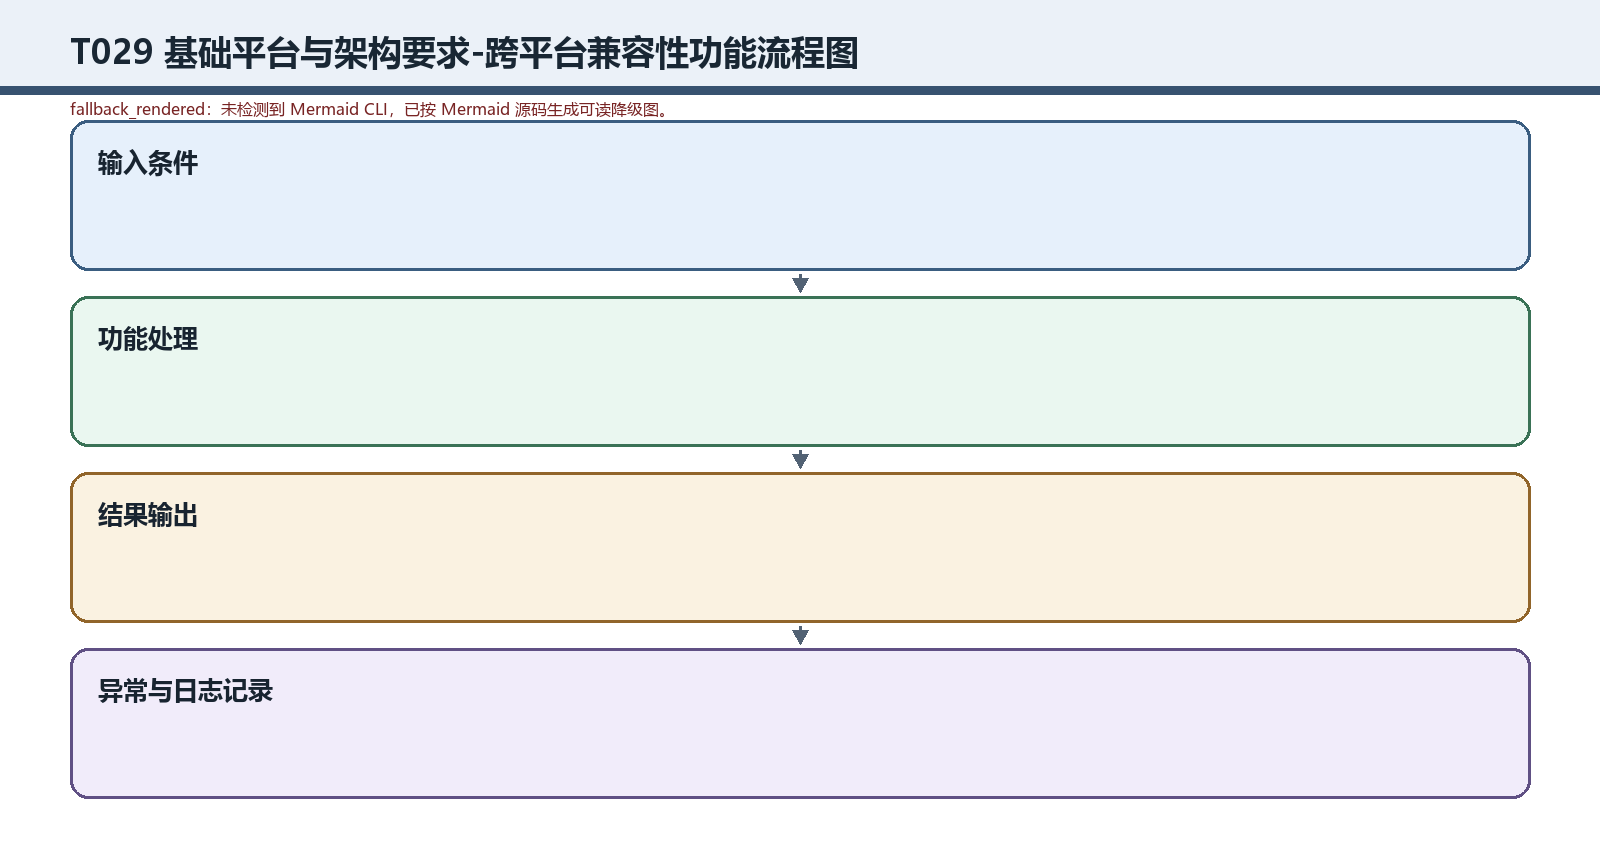 T029 基础平台与架构要求-跨平台兼容性功能流程图
fallback_rendered：未检测到 Mermaid CLI，已按 Mermaid 源码生成可读降级图。
输入条件
功能处理
结果输出
异常与日志记录